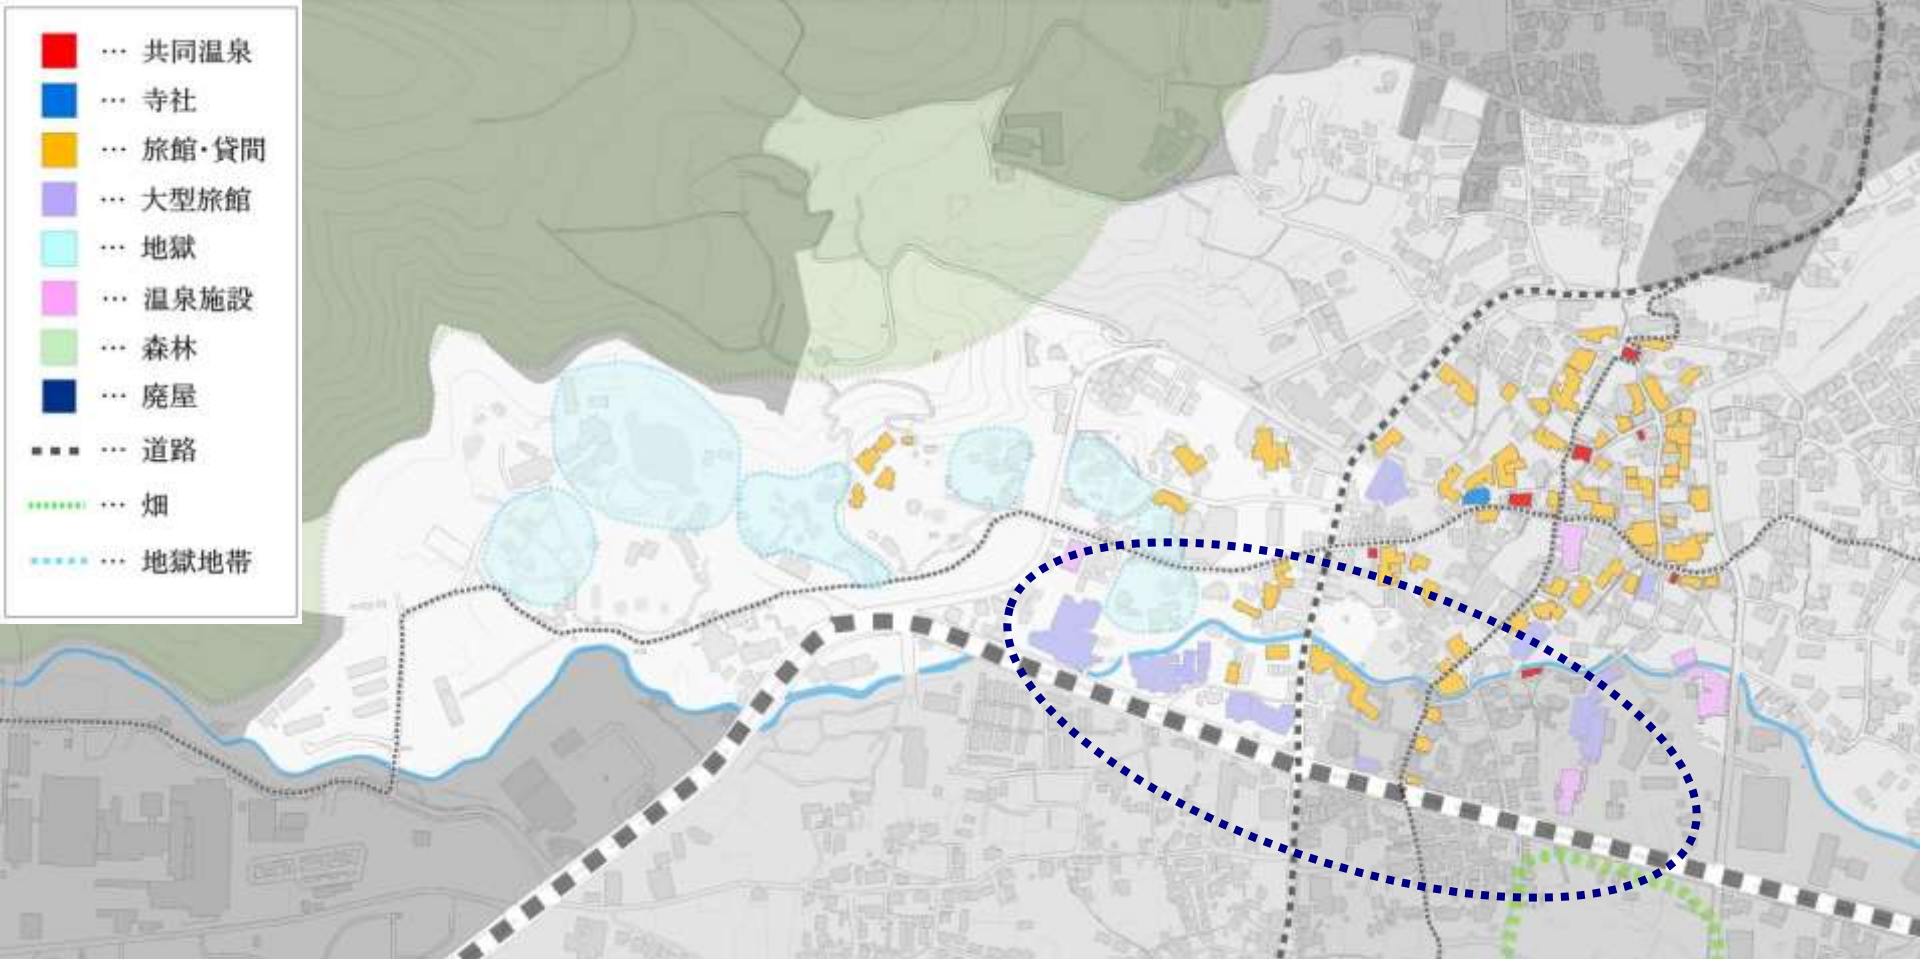 … 共同温泉
… 寺社
… 旅館・貸間
… 大型旅館
… 地獄
… 温泉施設
… 森林
… 廃屋
… 道路
… 畑
… 地獄地帯